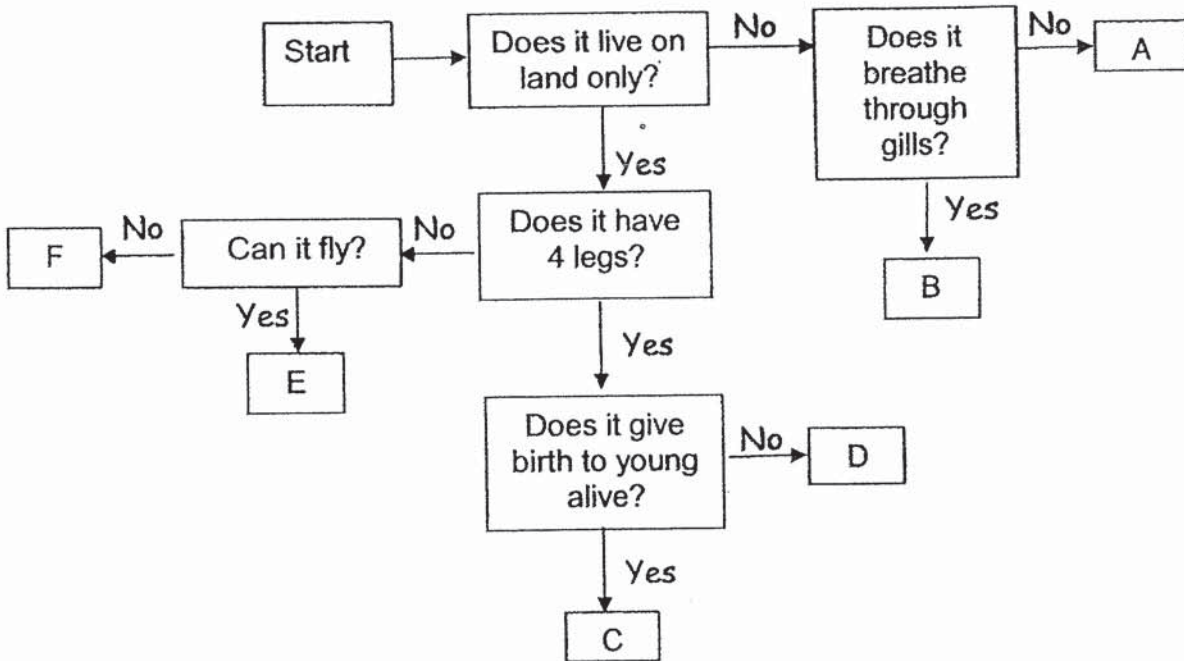 Start
Does it live on
land only?
No
Does it
breathe
through
gills?
No
A
Yes
Yes
B
Does it have
4 legs?
No
Can it fly?
No
F
Yes
E
Yes
Does it give
birth to young
alive?
No
D
Yes
C